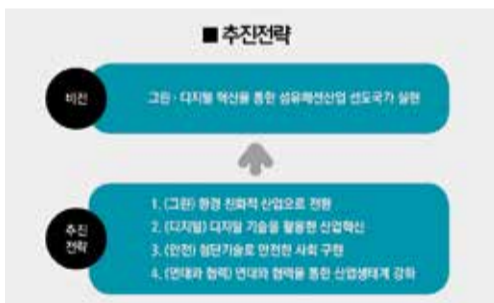 ■ 추진전략
비전
그린·디지털 혁신을 통한 섬유패션산업 선도국가 실현
추진
전략
1. (그린) 환경 친화적 산업으로 전환
2. (디지털) 디지털 기술을 활용한 산업혁신
3. (안전) 첨단기술로 안전한 사회 구현
4. (연대와 협력) 연대와 협력을 통한 산업생태계 강화